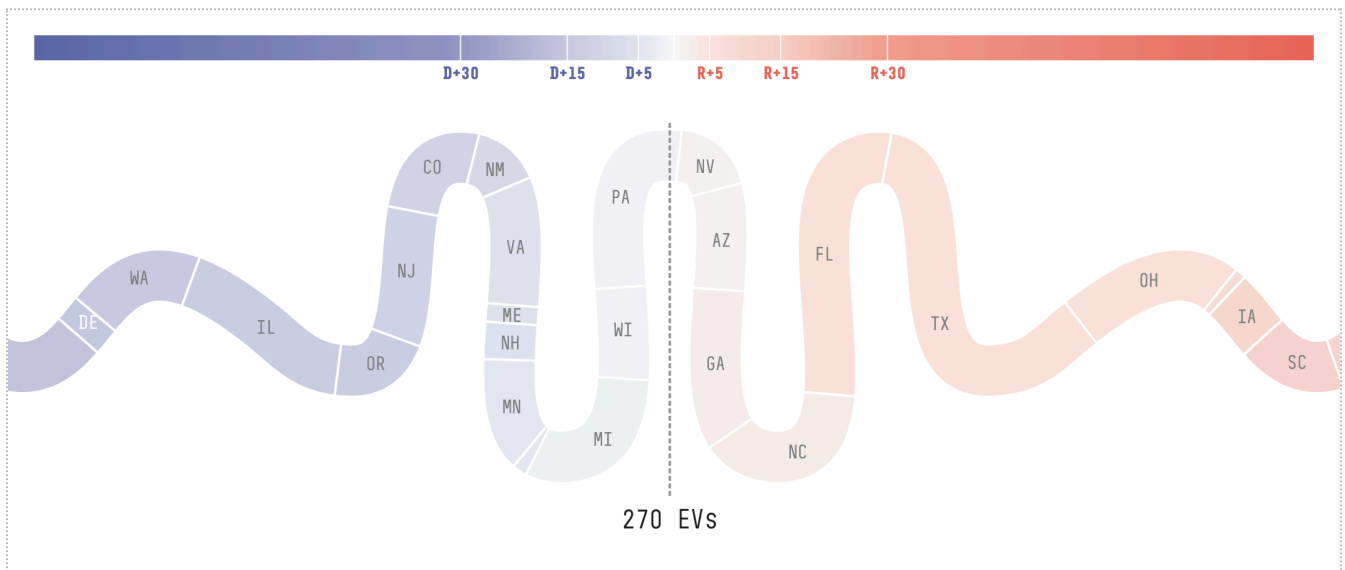 D+30 D+15 D+5 R+5 R+15 R+30
CO NM PA NV
VA AZ FL
WA NJ OH
DE IL ME WI TX IA
NH
OR GA SC
MN MI NC
270 EVs